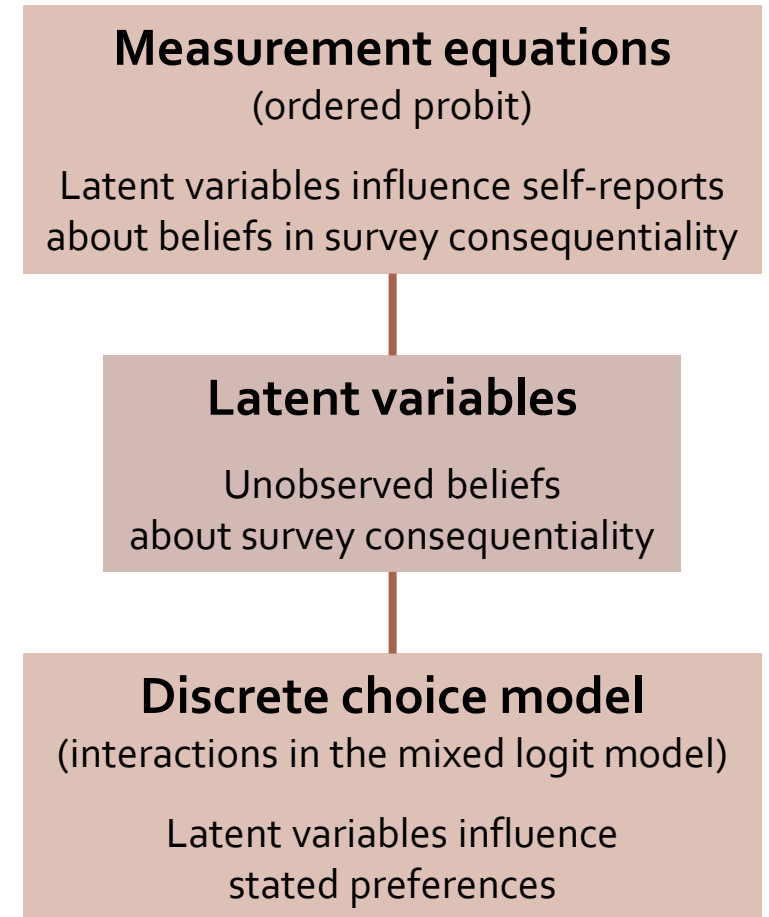 Measurement equations
(ordered probit)
Latent variables influence self-reports
about beliefs in survey consequentiality
Latent variables
Unobserved beliefs
about survey consequentiality
Discrete choice model
(interactions in the mixed logit model)
Latent variables influence
stated preferences